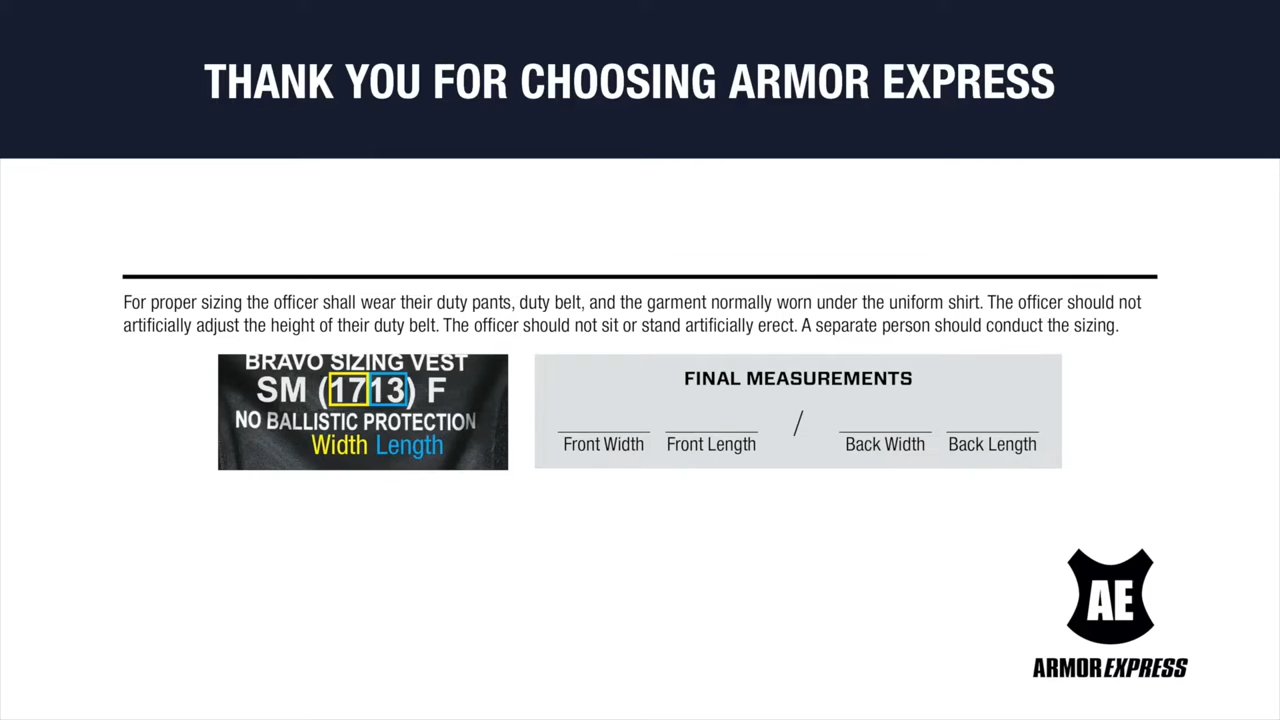 THANK YOU FOR CHOOSING ARMOR EXPRESS
For proper sizing the officer shall wear their duty pants, duty belt, and the garment normally worn under the uniform shirt. The officer should not
artificially adjust the height of their duty belt. The officer should not sit or stand artificially erect. A separate person should conduct the sizing.
BRAVO SIZING VEST
SM (1713) F
NO BALLISTIC PROTECTION
Width Length
FINAL MEASUREMENTS
/
Front Width Front Length Back Width Back Length
AE
ARMOR EXPRESS